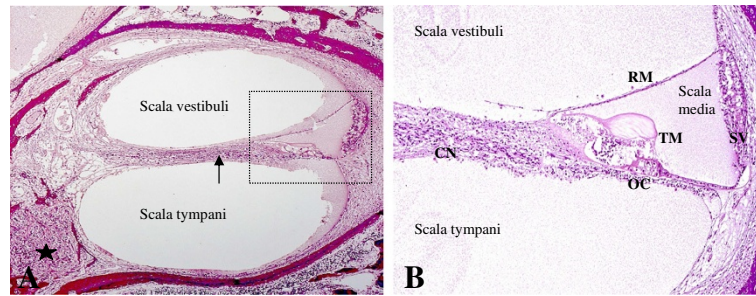 Scala vestibuli
Scala tympani
A
Scala vestibuli
RM
Scala
media
TM
SV
CN
OC
Scala tympani
B